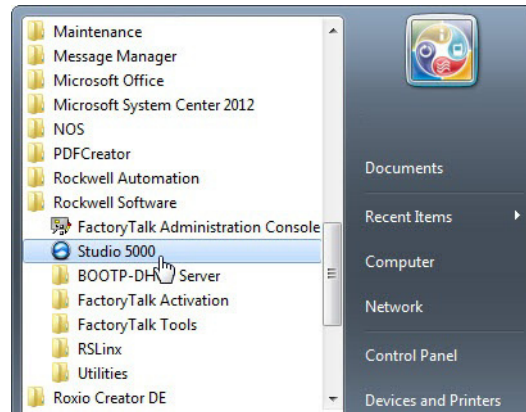 Maintenance
Message Manager
Microsoft Office
Microsoft System Center 2012
NOS
PDFCreator
Rockwell Automation
Rockwell Software
FactoryTalk Administration Console
Studio 5000
BOOTP-DH Server
FactoryTalk Activation
FactoryTalk Tools
RSLinx
Utilities
Roxio Creator DE
Documents
Recent Items
Computer
Network
Control Panel
Devices and Printers